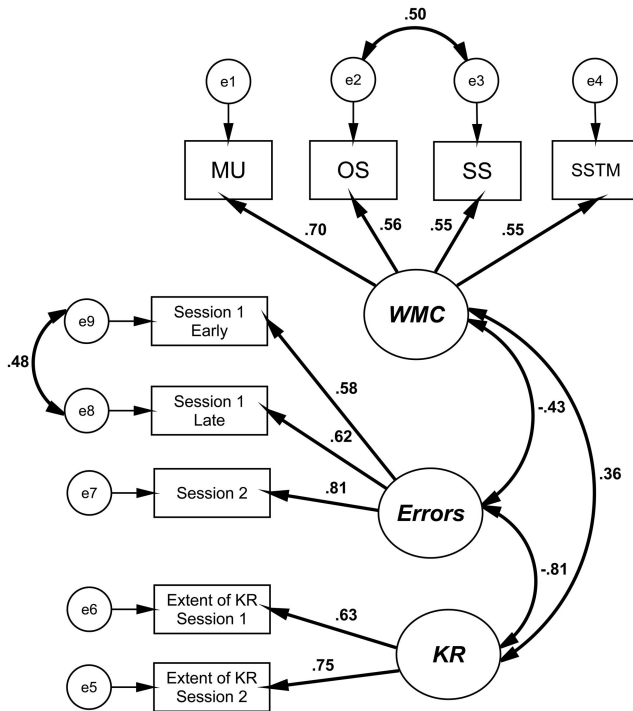 .50
e1
e2
e3
e4
MU
OS
SS
SSTM
.70
.56
.55
.55
WMC
e9
Session 1
Early
.48
.58
e8
Session 1
Late
.62
-.43
.36
e7
Session 2
.81
Errors
-.81
e6
Extent of KR
Session 1
.63
KR
e5
Extent of KR
Session 2
.75